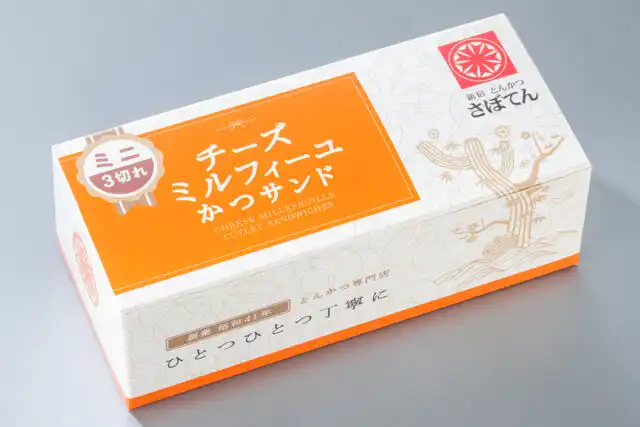 ミニ
3切れ
チーズ
ミルフィーユ
かつサンド
CHEESE MILLEFEUILLE
CUTLET SANDWICHES
新宿 とんかつ
さぼてん
創業 昭和41年
とんかつ専門店
ひとつひとつ丁寧に